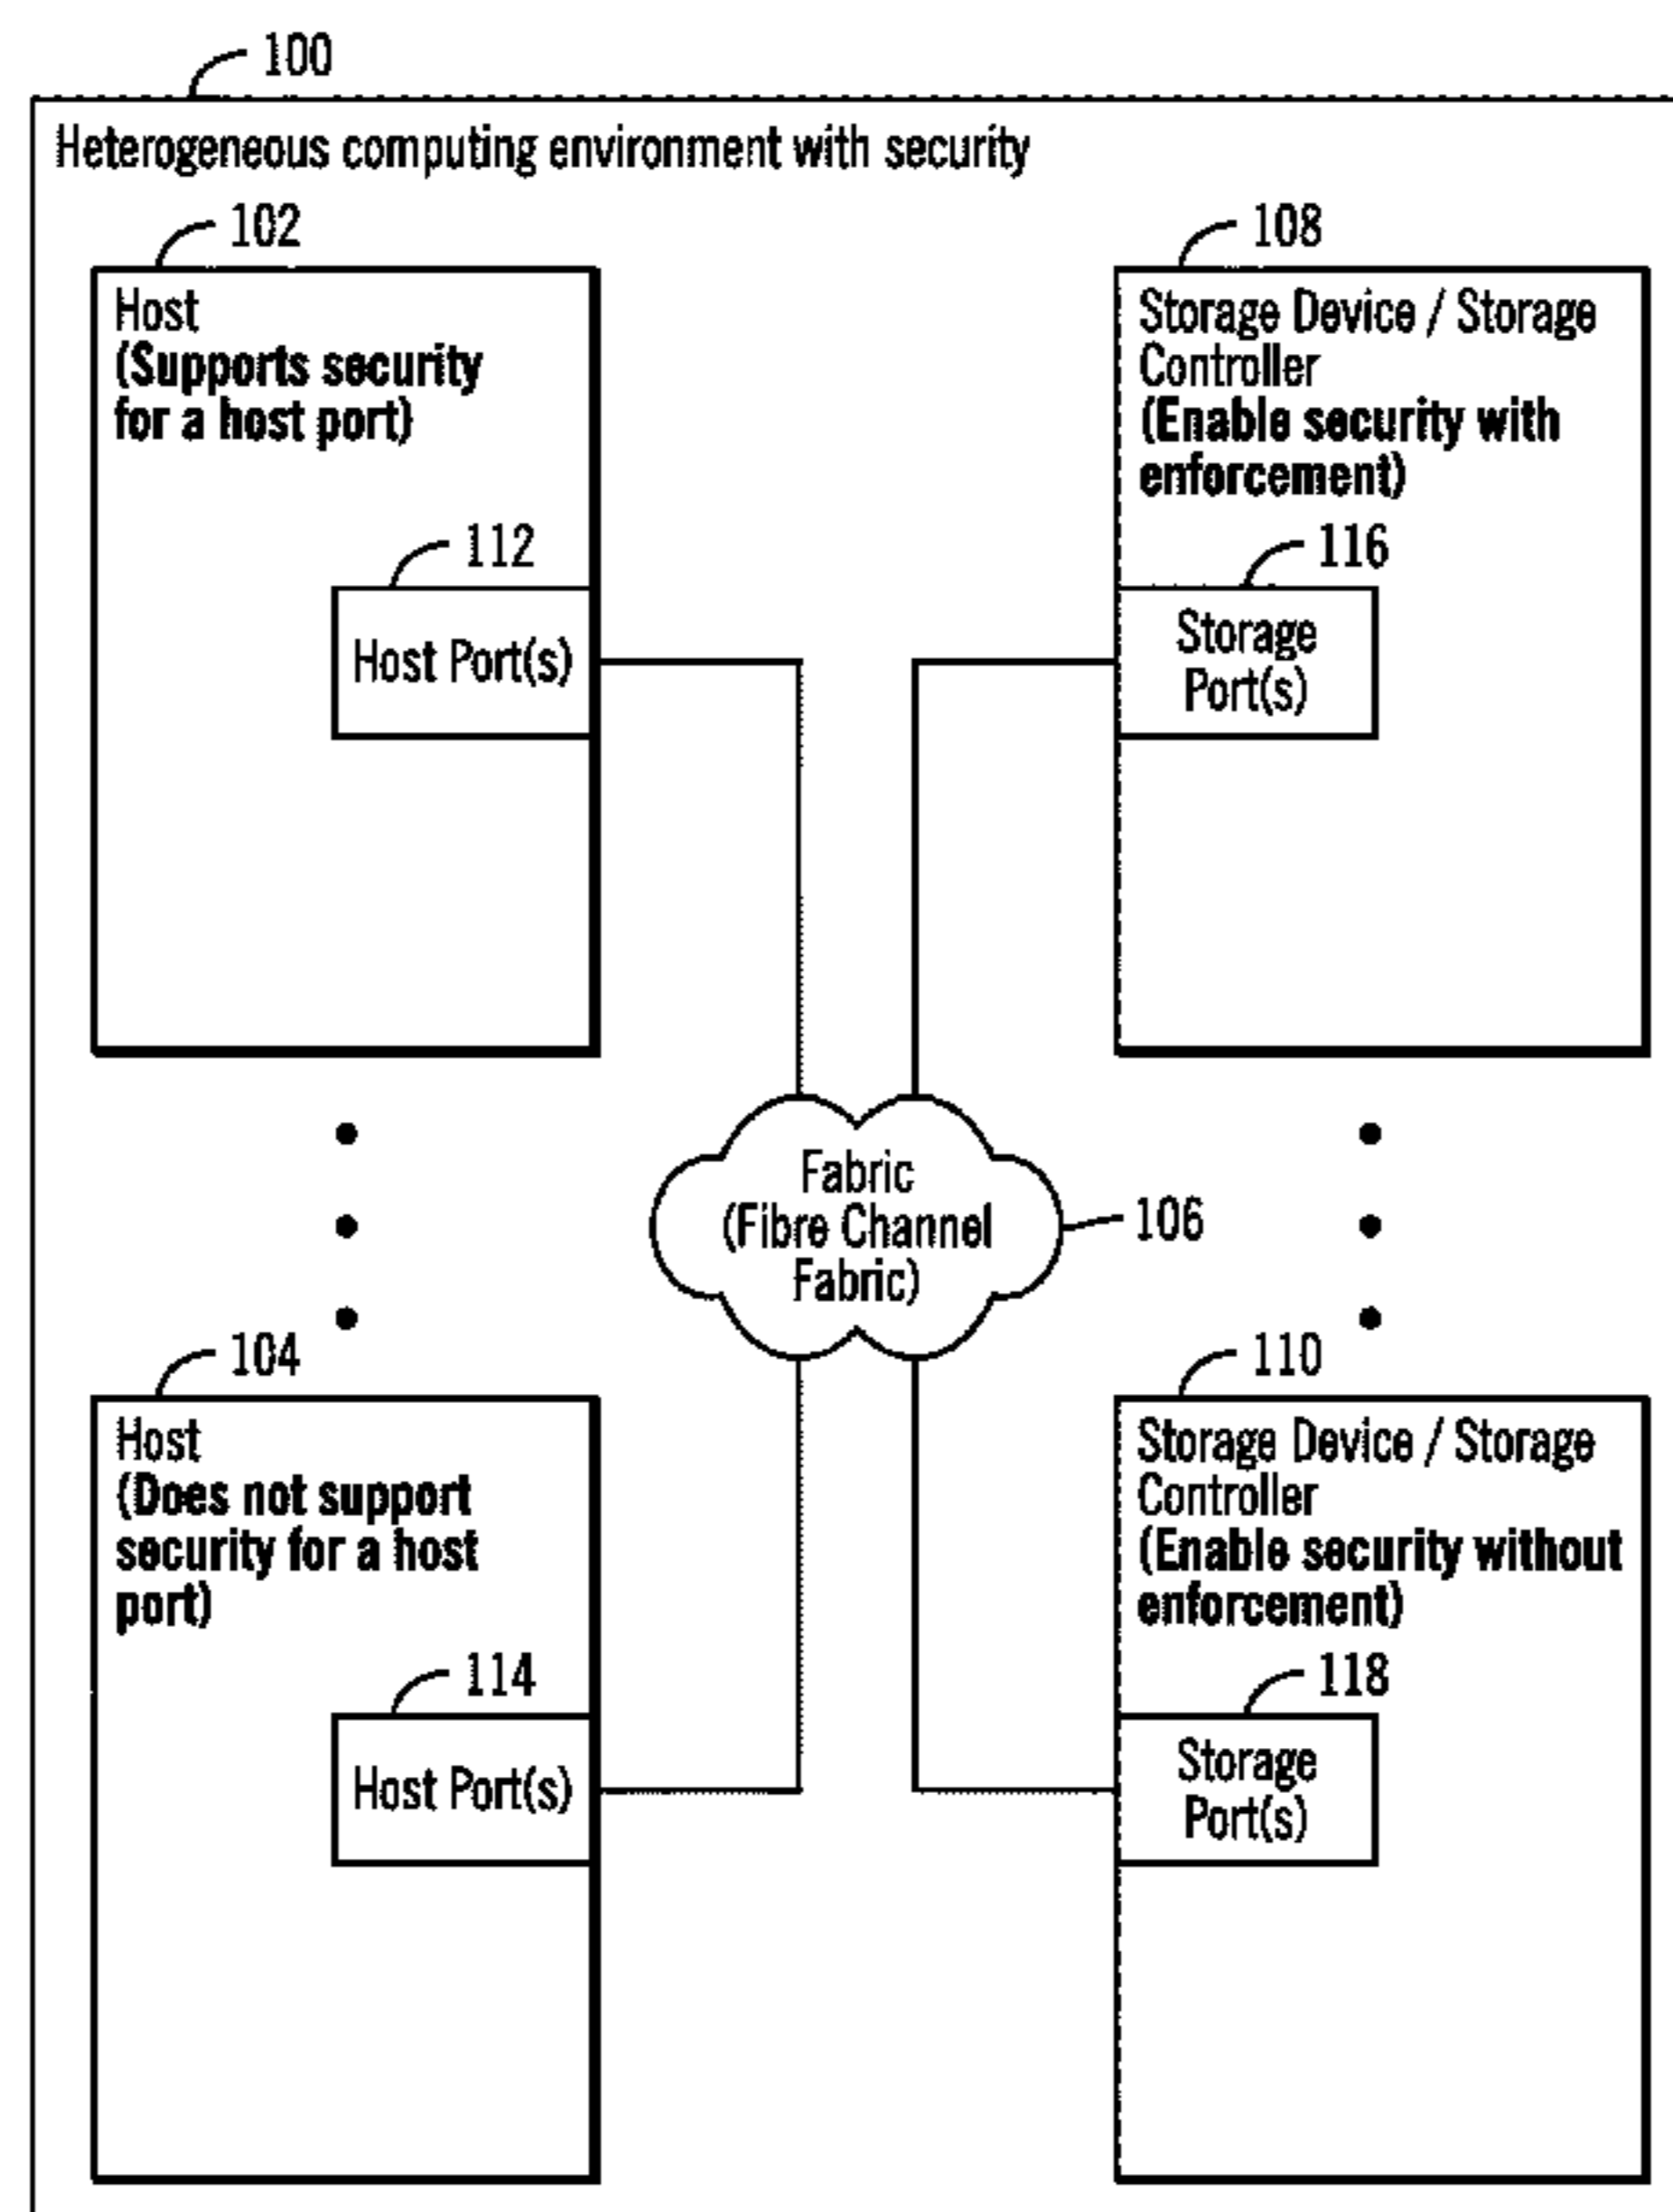 100
Heterogeneous computing environment with security
102
Host
(Supports security
for a host port)
112
Host Port(s)
108
Storage Device / Storage
Controller
(Enable security with
enforcement)
116
Storage
Port(s)
Fabric
(Fibre Channel
Fabric)
106
104
Host
(Does not support
security for a host
port)
114
Host Port(s)
110
Storage Device / Storage
Controller
(Enable security without
enforcement)
118
Storage
Port(s)